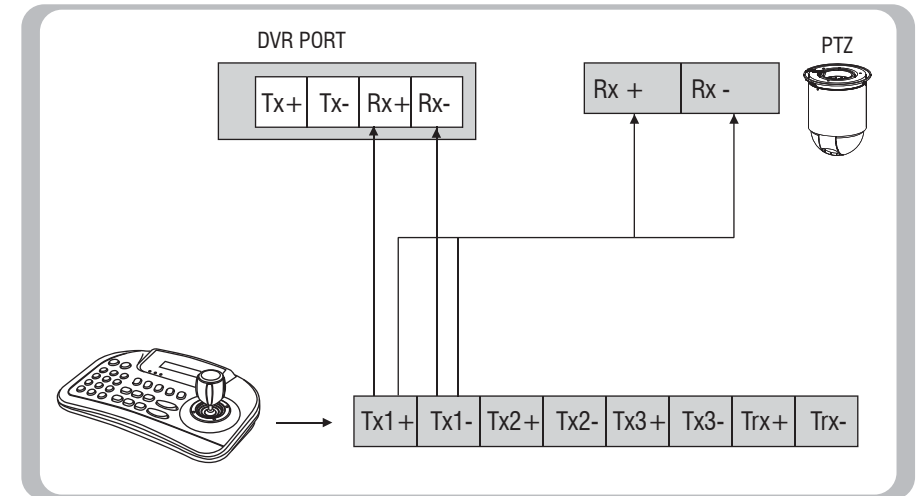 DVR PORT
PTZ
Tx+ Tx- Rx+ Rx-
Rx + Rx -
Tx1+ Tx1- Tx2+ Tx2- Tx3+ Tx3- Trx+ Trx-